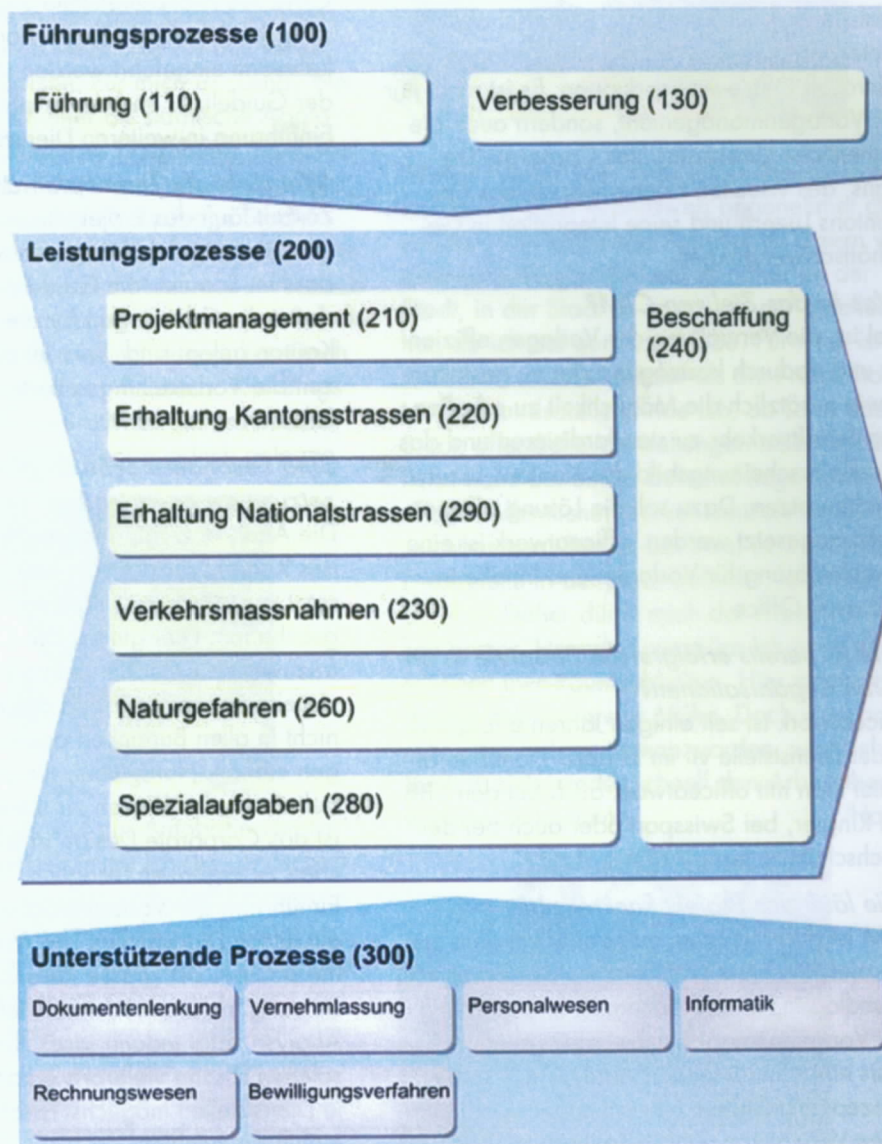 Führungsprozesse (100)
Führung (110)
Verbesserung (130)
Leistungsprozesse (200)
Projektmanagement (210)
Beschaffung
(240)
Erhaltung Kantonsstrassen (220)
Erhaltung Nationalstrassen (290)
Verkehrsmassnahmen (230)
Naturgefahren (260)
Spezialaufgaben (280)
Unterstützende Prozesse (300)
Dokumentenlenkung
Vernehmlassung
Personalwesen
Informatik
Rechnungswesen
Bewilligungsverfahren